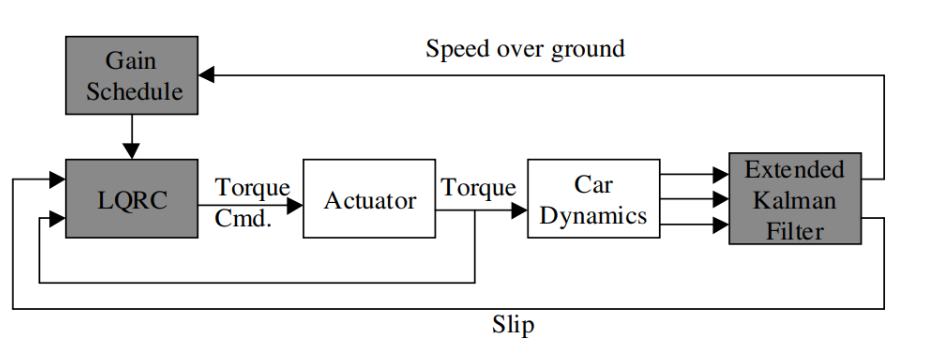 Speed over ground
Gain
Schedule
LQRC
Torque
Cmd.
Actuator
Torque
Car
Dynamics
Extended
Kalman
Filter
Slip